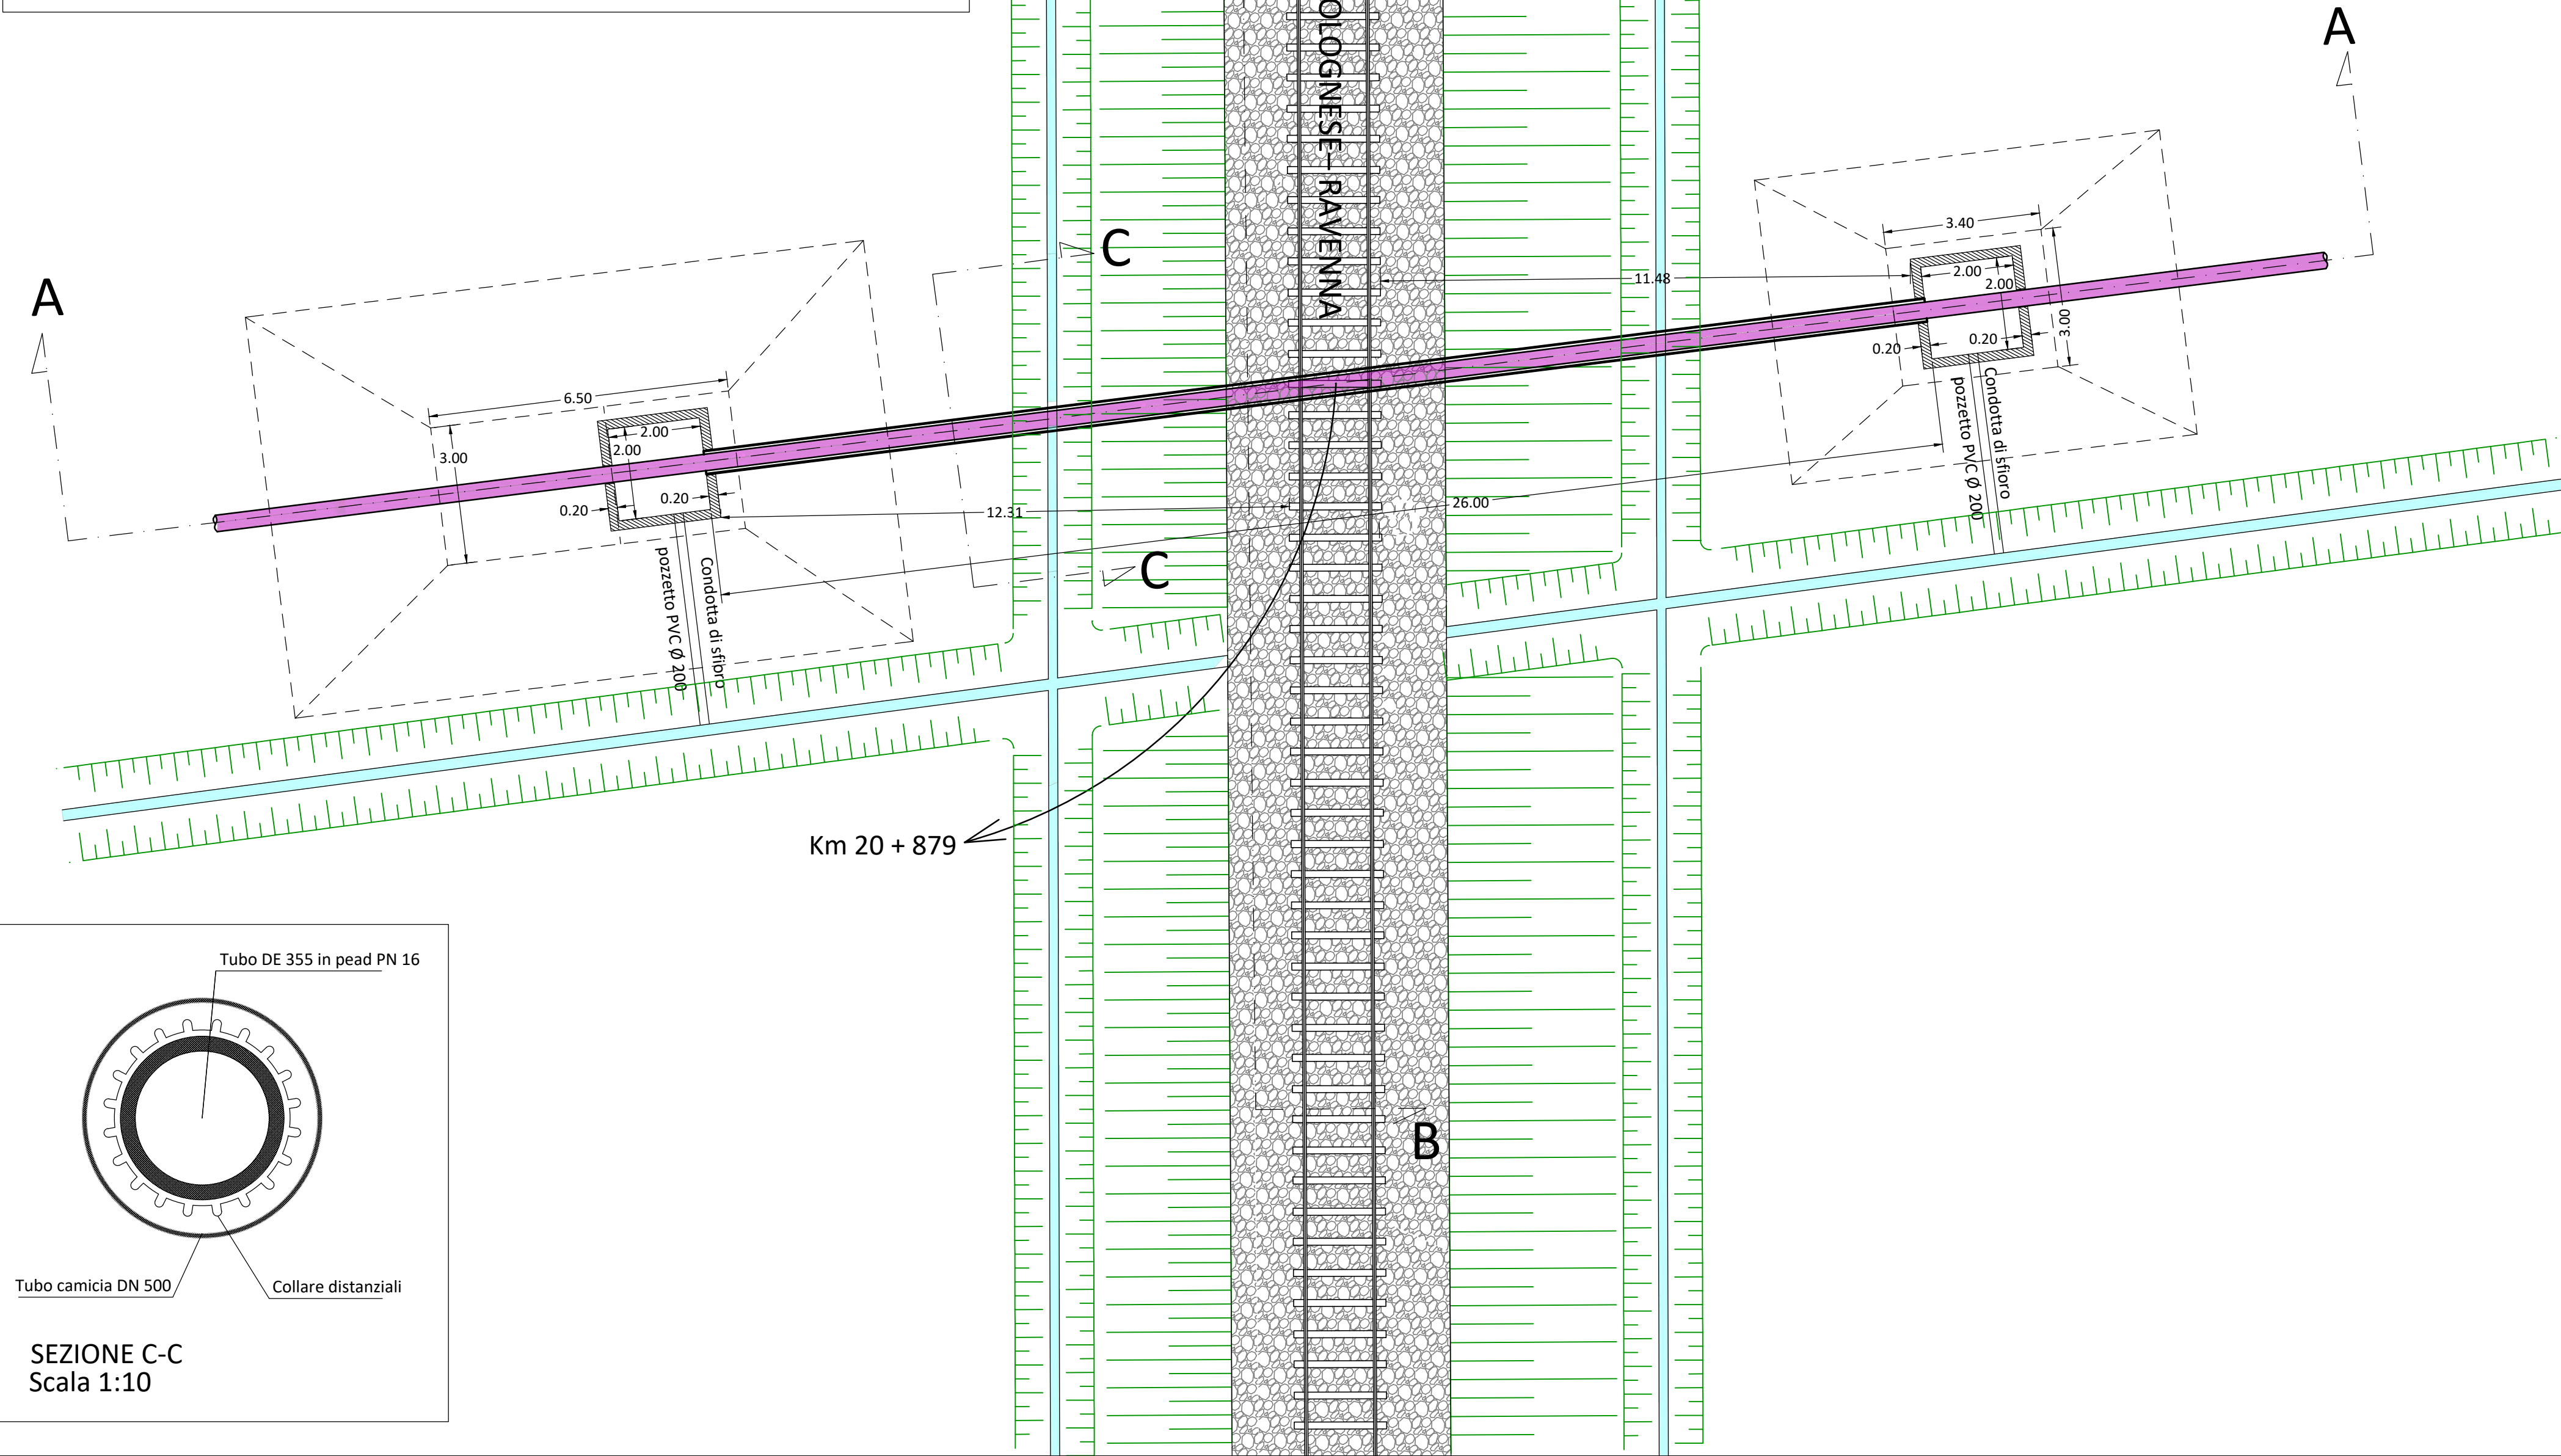 OLOGNESE–RAVENNA
A
A
C
C
B
3.40
2.00
2.00
3.00
0.20
0.20
11.48
Condotta di sfioro
pozzetto PVC Ø 200
6.50
3.00
2.00
2.00
0.20
0.20
12.31
26.00
Condotta di sfioro
pozzetto PVC Ø 200
Km 20 + 879
Tubo DE 355 in pead PN 16
Tubo camicia DN 500
Collare distanziali
SEZIONE C-C
Scala 1:10